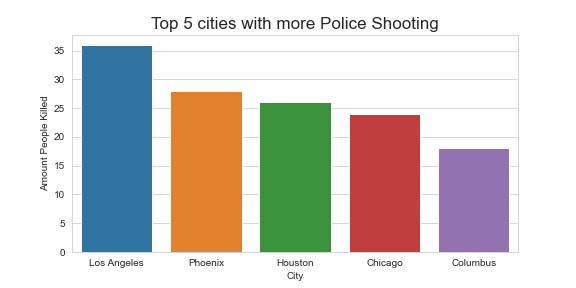 Top 5 cities with more Police Shooting
Amount People Killed
35
30
25
20
15
10
5
0
Los Angeles Phoenix Houston Chicago Columbus
City